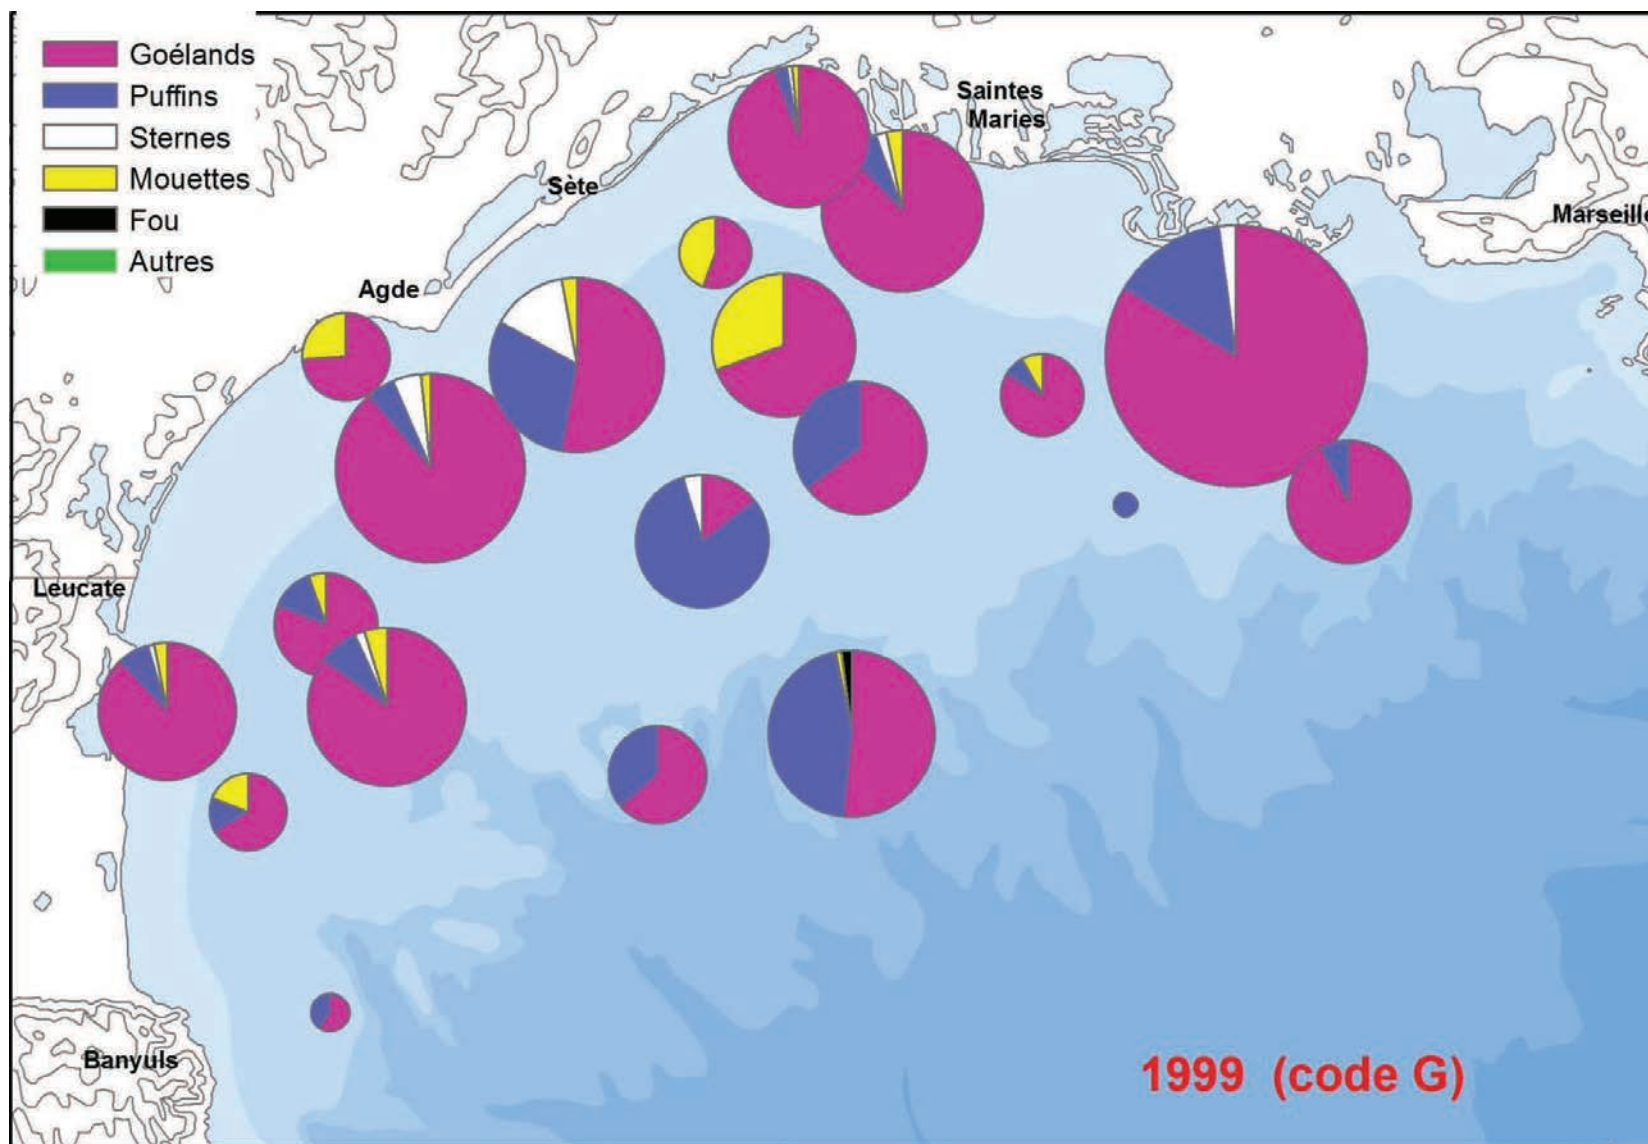 Goélands
Puffins
Sternes
Mouettes
Fou
Autres
Saintes
Maries
Sète
Marseille
Agde
Leucate
Banyuls
1999 (code G)